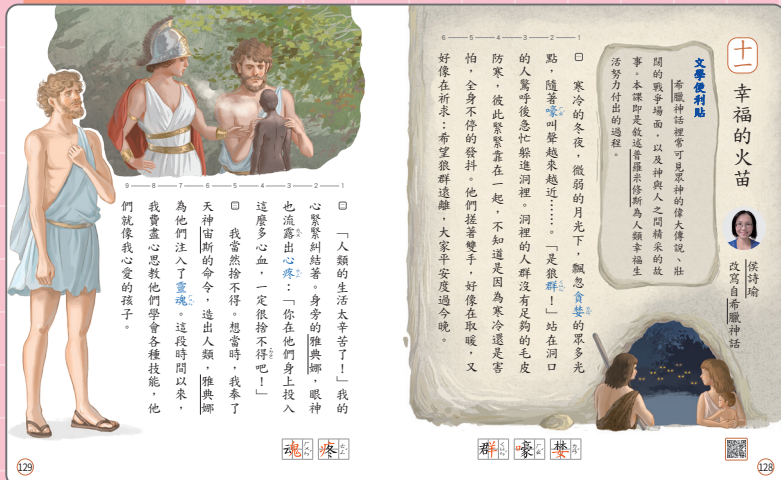 十一
幸福的火苗
侯詩瑜
改寫自希臘神話
文學便利貼
希臘神話裡常可見眾神的偉大傳說、壯
闊的戰爭場面，以及神與人之間精采的故
事。本課即是敘述普羅米修斯為人類幸福生
活努力付出的過程。
1
2
3
4
5
6
一 寒冷的冬夜，微弱的月光下，飄忽貪婪的眾多光
點，隨著嚎叫聲越來越近……。「是狼群！」站在洞口
的人驚呼後急忙躲進洞裡。洞裡的人群沒有足夠的毛皮
防寒，彼此緊緊靠在一起，不知道是因為寒冷還是害
怕，全身不停的發抖。他們搓著雙手，好像在取暖，又
好像在祈求：希望狼群遠離，大家平安度過今晚。
婪
嚎
群
128
1
2
3
4
5
6
7
8
9
二 「人類的生活太辛苦了！」我的
心緊緊糾結著。身旁的雅典娜，眼神
也流露出心疼：「你在他們身上投入
這麼多心血，一定很捨不得吧！」
三 我當然捨不得。想當時，我奉了
天神宙斯的命令，造出人類，雅典娜
為他們注入了靈魂。這段時間以來，
我費盡心思教他們學會各種技能，他
們就像我心愛的孩子。
疼
魂
129